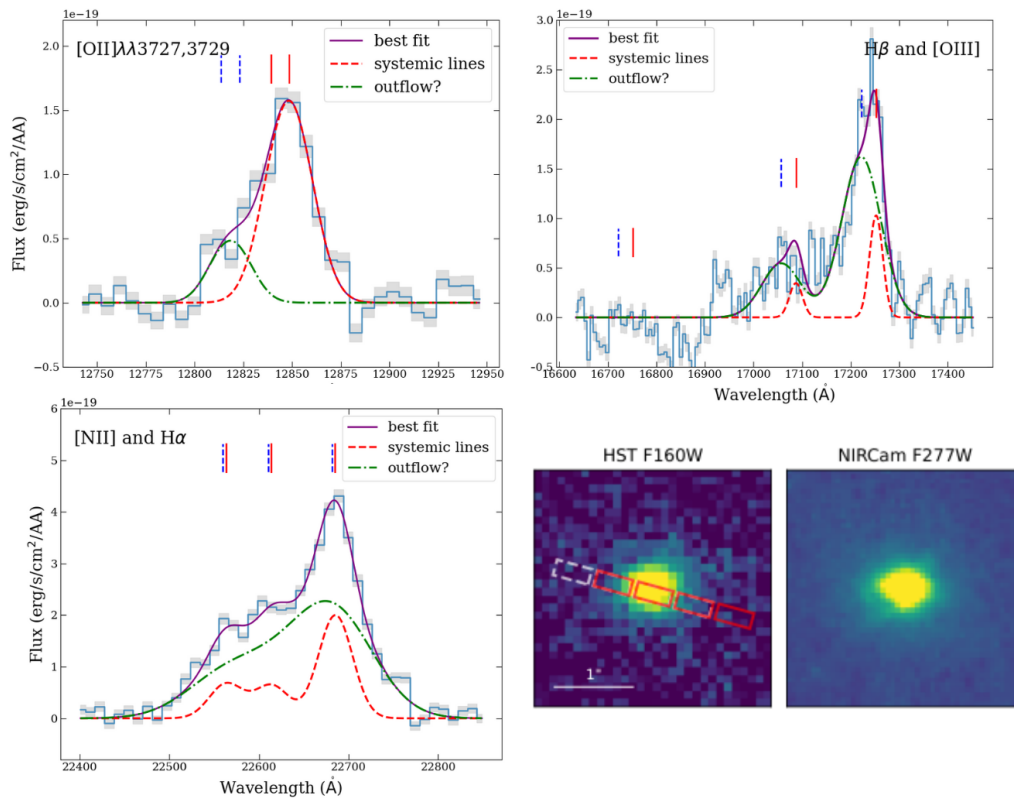 1e−19
[OII]λλ3727,3729
best fit
systemic lines
outflow?
2.0
1.5
1.0
0.5
0.0
−0.5
Flux (erg/s/cm²/AA)
12750 12775 12800 12825 12850 12875 12900 12925 12950
1e−19
best fit
systemic lines
outflow?
Hβ and [OIII]
3.0
2.5
2.0
1.5
1.0
0.5
0.0
−0.5
16600 16700 16800 16900 17000 17100 17200 17300 17400
Wavelength (Å)
1e−19
[NII] and Hα
best fit
systemic lines
outflow?
6
5
4
3
2
1
0
Flux (erg/s/cm²/AA)
22400 22500 22600 22700 22800
Wavelength (Å)
HST F160W
1"
NIRCam F277W